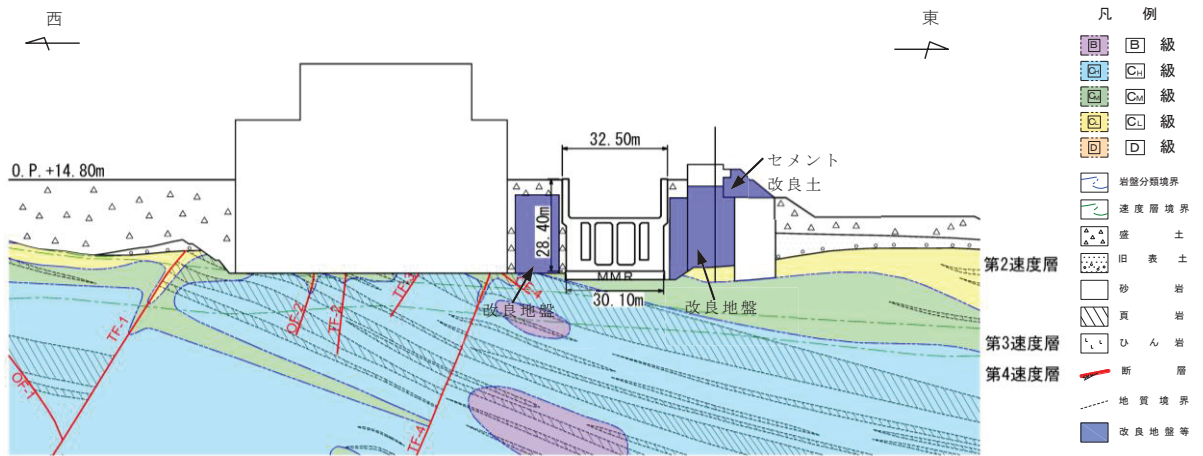 西
東
O.P.+14.80m
32.50m
28.40m
セメント
改良土
MMR
30.10m
改良地盤
改良地盤
TF-1
OF-2
TF-2
TF-3
TF-4
OF-1
TF-4
第2速度層
第3速度層
第4速度層
凡 例
B B 級
CH CH 級
CM CM 級
CL CL 級
D D 級
岩盤分類境界
速度層境界
盛 土
旧 表 土
砂 岩
頁 岩
ひ ん 岩
断 層
地 質 境 界
改 良 地 盤 等